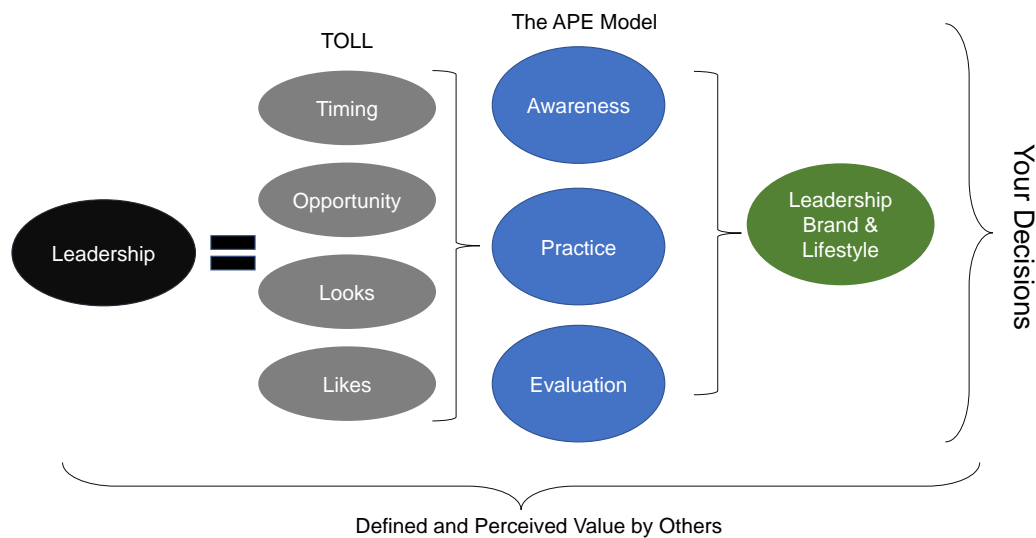 The APE Model
TOLL
Timing
Opportunity
Looks
Likes
Leadership
Awareness
Practice
Evaluation
Leadership
Brand &
Lifestyle
Your Decisions
Defined and Perceived Value by Others